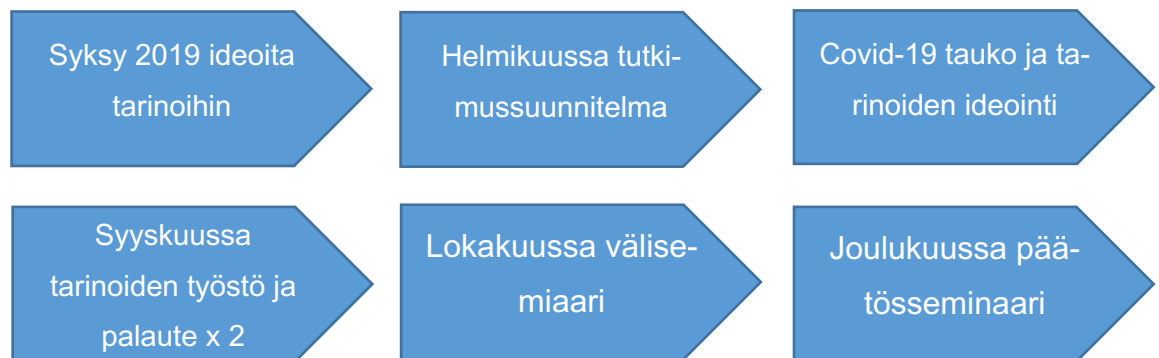 Syksy 2019 ideoita
tarinoihin
Helmikuussa tutki-
mussuunnitelma
Covid-19 tauko ja ta-
rinoiden ideointi
Syyskuussa
tarinoiden työstö ja
palaute x 2
Lokakuussa välise-
miaari
Joulukuussa pää-
tösseminaari